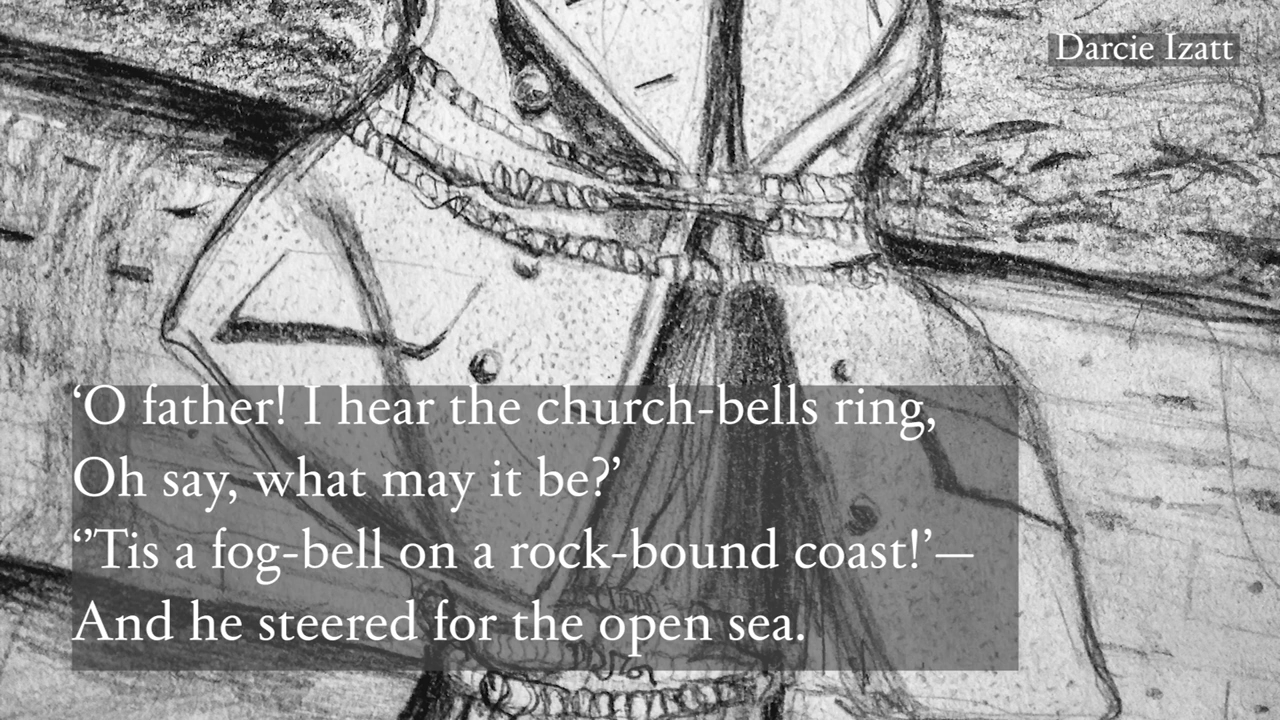 Darcie Izatt
‘O father! I hear the church-bells ring,
Oh say, what may it be?’
‘’Tis a fog-bell on a rock-bound coast!’—
And he steered for the open sea.